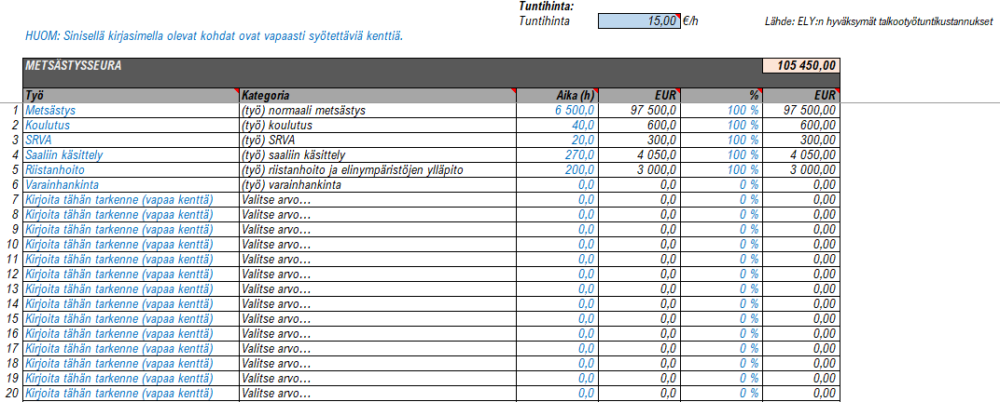 Tuntihinta:
Tuntihinta 15,00 €/h Lähde: ELY:n hyväksymät talkootyötuntikustannukset
HUOM: Sinisellä kirjasimella olevat kohdat ovat vapaasti syötettäviä kenttiä.
METSÄSTYSSEURA 105 450,00
Työ Kategoria Aika (h) EUR % EUR
1 Metsästys (työ) normaali metsästys 6 500,0 97 500,0 100 % 97 500,00
2 Koulutus (työ) koulutus 40,0 600,0 100 % 600,00
3 SRVA (työ) SRVA 20,0 300,0 100 % 300,00
4 Saaliin käsittely (työ) saaliin käsittely 270,0 4 050,0 100 % 4 050,00
5 Riistanhoito (työ) riistanhoito ja elinympäristöjen ylläpito 200,0 3 000,0 100 % 3 000,00
6 Varainhankinta (työ) varainhankinta 0,0 0,0 0 % 0,00
7 Kirjoita tähän tarkenne (vapaa kenttä) Valitse arvo... 0,0 0,0 0 % 0,00
8 Kirjoita tähän tarkenne (vapaa kenttä) Valitse arvo... 0,0 0,0 0 % 0,00
9 Kirjoita tähän tarkenne (vapaa kenttä) Valitse arvo... 0,0 0,0 0 % 0,00
10 Kirjoita tähän tarkenne (vapaa kenttä) Valitse arvo... 0,0 0,0 0 % 0,00
11 Kirjoita tähän tarkenne (vapaa kenttä) Valitse arvo... 0,0 0,0 0 % 0,00
12 Kirjoita tähän tarkenne (vapaa kenttä) Valitse arvo... 0,0 0,0 0 % 0,00
13 Kirjoita tähän tarkenne (vapaa kenttä) Valitse arvo... 0,0 0,0 0 % 0,00
14 Kirjoita tähän tarkenne (vapaa kenttä) Valitse arvo... 0,0 0,0 0 % 0,00
15 Kirjoita tähän tarkenne (vapaa kenttä) Valitse arvo... 0,0 0,0 0 % 0,00
16 Kirjoita tähän tarkenne (vapaa kenttä) Valitse arvo... 0,0 0,0 0 % 0,00
17 Kirjoita tähän tarkenne (vapaa kenttä) Valitse arvo... 0,0 0,0 0 % 0,00
18 Kirjoita tähän tarkenne (vapaa kenttä) Valitse arvo... 0,0 0,0 0 % 0,00
19 Kirjoita tähän tarkenne (vapaa kenttä) Valitse arvo... 0,0 0,0 0 % 0,00
20 Kirjoita tähän tarkenne (vapaa kenttä) Valitse arvo... 0,0 0,0 0 % 0,00